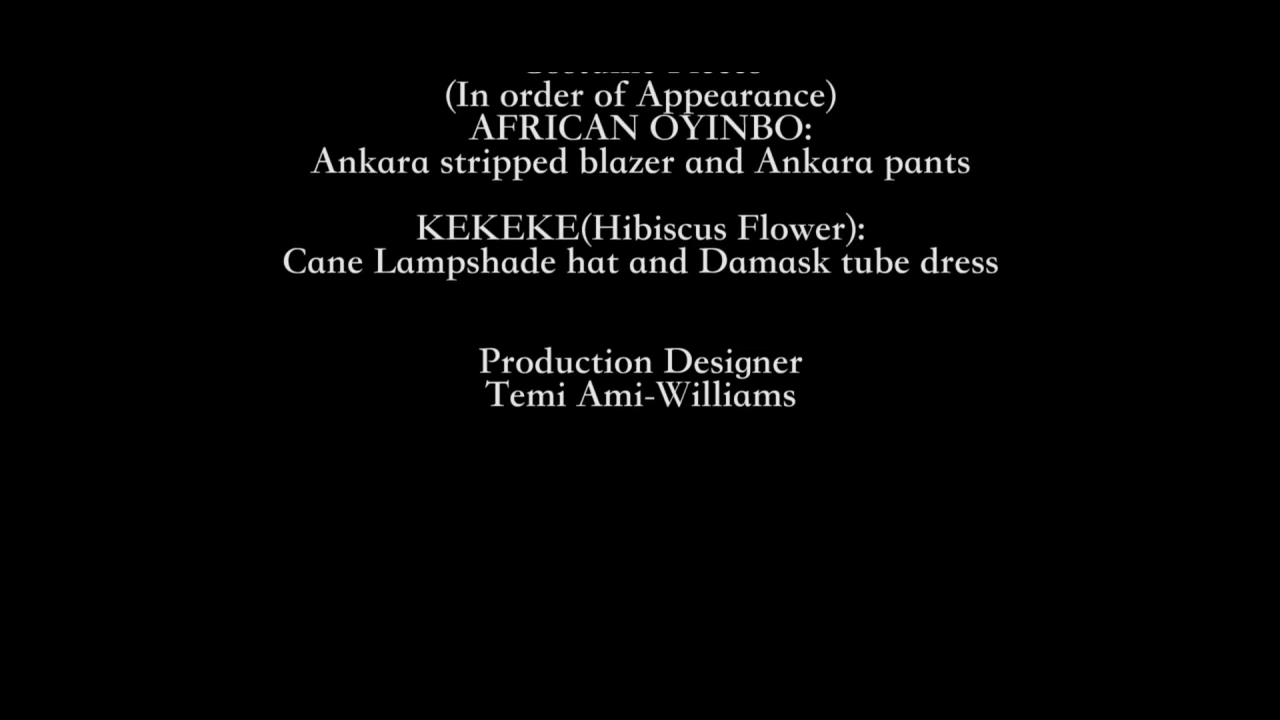 (In order of Appearance)
AFRICAN OYINBO:
Ankara stripped blazer and Ankara pants
KEKEKE(Hibiscus Flower):
Cane Lampshade hat and Damask tube dress
Production Designer
Temi Ami-Williams